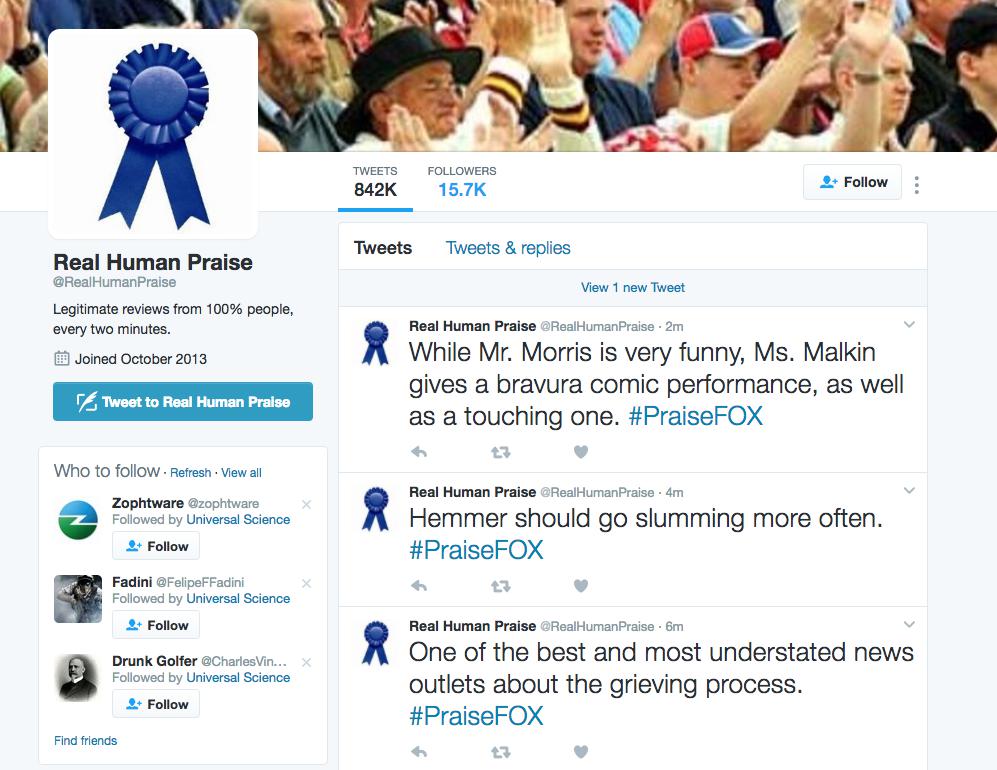 TWEETS
842K
FOLLOWERS
15.7K
Follow
Real Human Praise
@RealHumanPraise
Legitimate reviews from 100% people,
every two minutes.
Joined October 2013
Tweet to Real Human Praise
Who to follow · Refresh · View all
Zophtware @zophtware
Followed by Universal Science
Follow
Fadini @FelipeFFadini
Followed by Universal Science
Follow
Drunk Golfer @CharlesVin...
Followed by Universal Science
Follow
Find friends
Tweets
Tweets & replies
View 1 new Tweet
Real Human Praise @RealHumanPraise · 2m
While Mr. Morris is very funny, Ms. Malkin
gives a bravura comic performance, as well
as a touching one. #PraiseFOX
Real Human Praise @RealHumanPraise · 4m
Hemmer should go slumming more often.
#PraiseFOX
Real Human Praise @RealHumanPraise · 6m
One of the best and most understated news
outlets about the grieving process.
#PraiseFOX